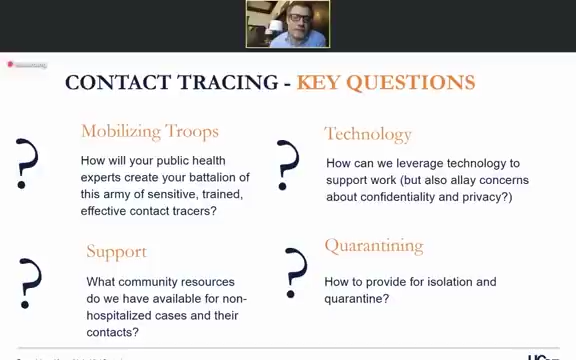 CONTACT TRACING - KEY QUESTIONS
?
Mobilizing Troops
How will your public health
experts create your battalion of
this army of sensitive, trained,
effective contact tracers?
?
Technology
How can we leverage technology to
support work (but also allay concerns
about confidentiality and privacy?)
?
Support
What community resources
do we have available for non-
hospitalized cases and their
contacts?
?
Quarantining
How to provide for isolation and
quarantine?